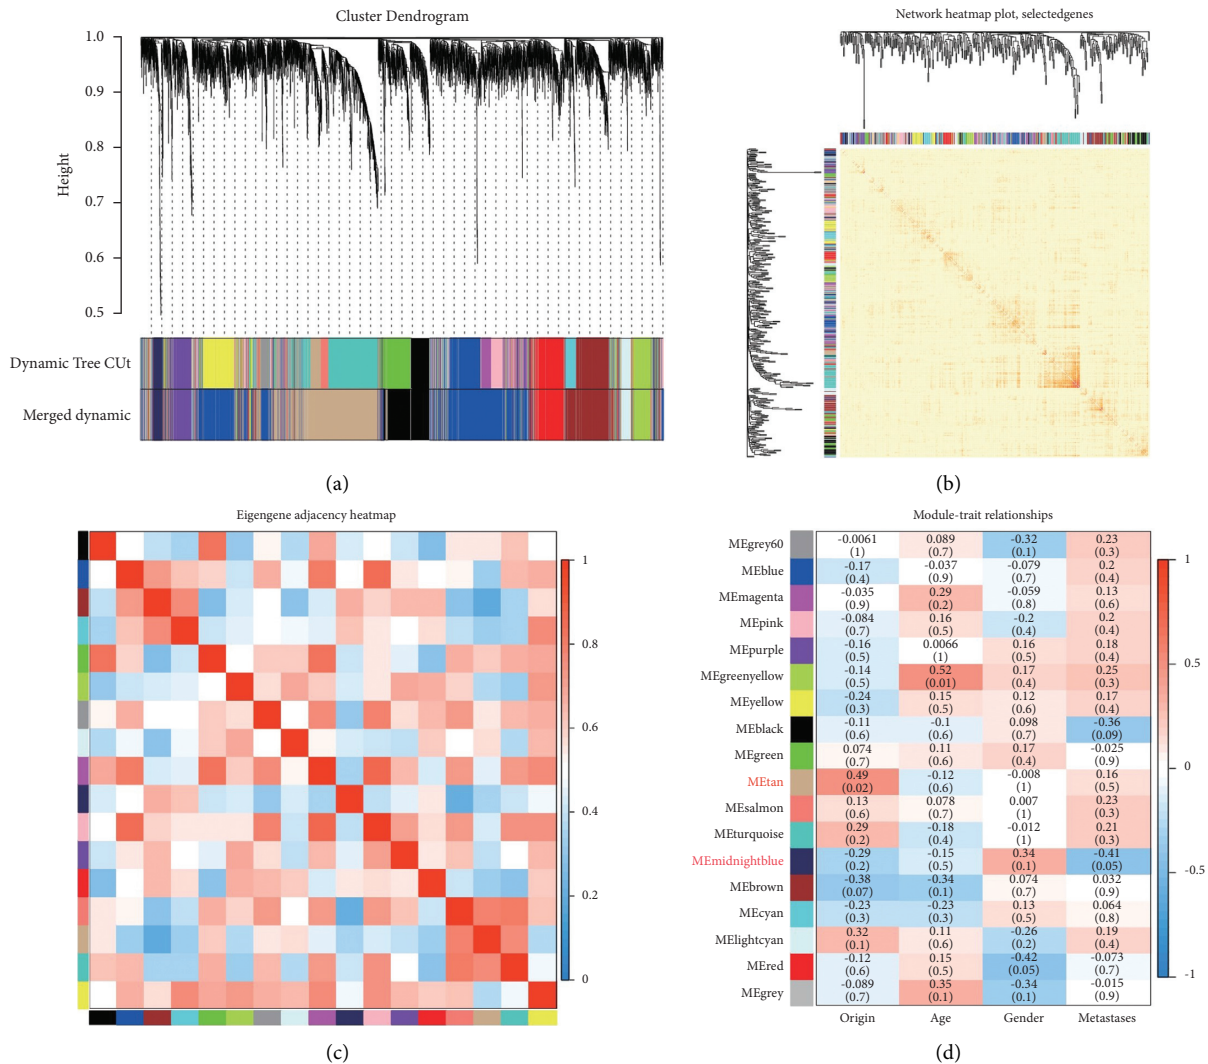 Cluster Dendrogram
1.0
0.9
0.8
0.7
0.6
0.5
Height
Dynamic Tree CUt
Merged dynamic
(a)
Network heatmap plot, selectedgenes
(b)
Eigengene adjacency heatmap
1
0.8
0.6
0.4
0.2
0
(c)
Module-trait relationships
MEgrey60 -0.0061 0.089 -0.32 0.23
(1) (0.7) (0.1) (0.3)
MEblue -0.17 -0.037 -0.079 0.2
(0.4) (0.9) (0.7) (0.4)
MEmagenta -0.035 0.29 -0.059 0.13
(0.9) (0.2) (0.8) (0.6)
MEpink -0.084 0.16 -0.2 0.2
(0.7) (0.5) (0.4) (0.4)
MEpurple -0.16 0.0066 0.16 0.18
(0.5) (1) (0.5) (0.4)
MEgreenyellow -0.14 0.52 0.17 0.25
(0.5) (0.01) (0.4) (0.3)
MEyellow -0.24 0.15 0.12 0.17
(0.3) (0.5) (0.6) (0.4)
MEblack -0.11 -0.1 0.098 -0.36
(0.6) (0.6) (0.7) (0.09)
MEgreen 0.074 0.11 0.17 -0.025
(0.7) (0.6) (0.4) (0.9)
MEtan 0.49 -0.12 -0.008 0.16
(0.02) (0.6) (1) (0.5)
MEsalmon 0.13 0.078 0.007 0.23
(0.6) (0.7) (1) (0.3)
MEturquoise 0.29 -0.18 -0.012 0.21
(0.2) (0.4) (1) (0.3)
MEmidnightblue -0.29 -0.15 0.34 -0.41
(0.2) (0.5) (0.1) (0.05)
MEbrown -0.38 -0.34 0.074 0.032
(0.07) (0.1) (0.7) (0.9)
MEcyan -0.23 -0.23 0.13 0.064
(0.3) (0.3) (0.5) (0.8)
MElightcyan 0.32 0.11 -0.26 0.19
(0.1) (0.6) (0.2) (0.4)
MEred -0.12 0.15 -0.42 -0.073
(0.6) (0.5) (0.05) (0.7)
MEgrey -0.089 0.35 -0.34 -0.015
(0.7) (0.1) (0.1) (0.9)
Origin Age Gender Metastases
1
0.5
0
-0.5
-1
(d)